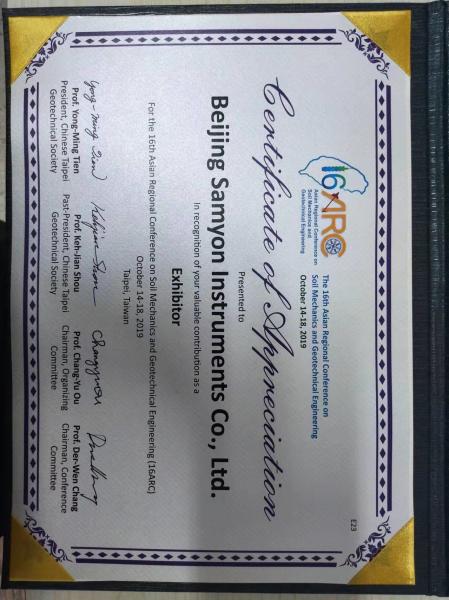 16ARC
Asian Regional Conference on
Soil Mechanics and
Geotechnical Engineering
The 16th Asian Regional Conference on
Soil Mechanics and Geotechnical Engineering
October 14-18, 2019
E23
Certificate of Appreciation
Presented to
Beijing Samyon Instruments Co., Ltd.
In recognition of your valuable contribution as a
Exhibitor
For the 16th Asian Regional Conference on Soil Mechanics and Geotechnical Engineering (16ARC)
October 14-18, 2019
Taipei, Taiwan
Yong-Ming Tien
Prof. Yong-Ming Tien
President, Chinese Taipei
Geotechnical Society
Prof. Keh-Jian Shou
Past-President, Chinese Taipei
Geotechnical Society
Prof. Chang-Yu Ou
Chairman, Organizing
Committee
Prof. Der-Wen Chang
Chairman, Conference
Committee